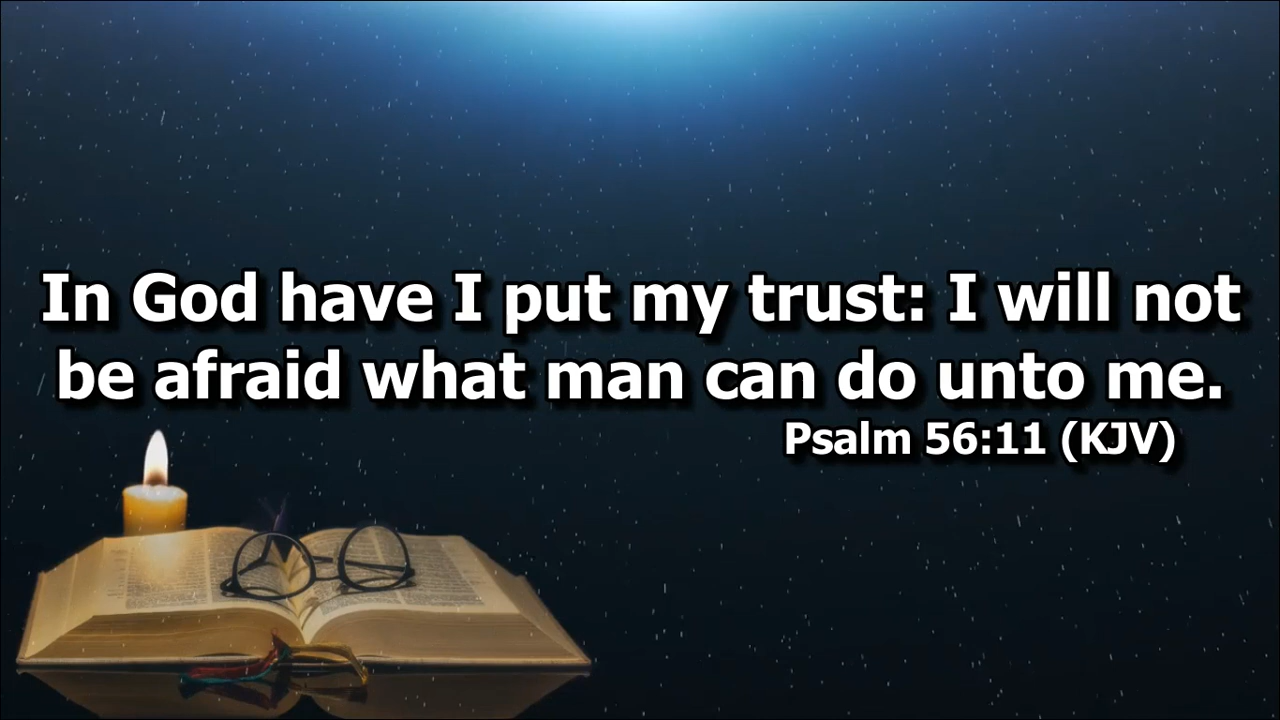 In God have I put my trust: I will not
be afraid what man can do unto me.
Psalm 56:11 (KJV)